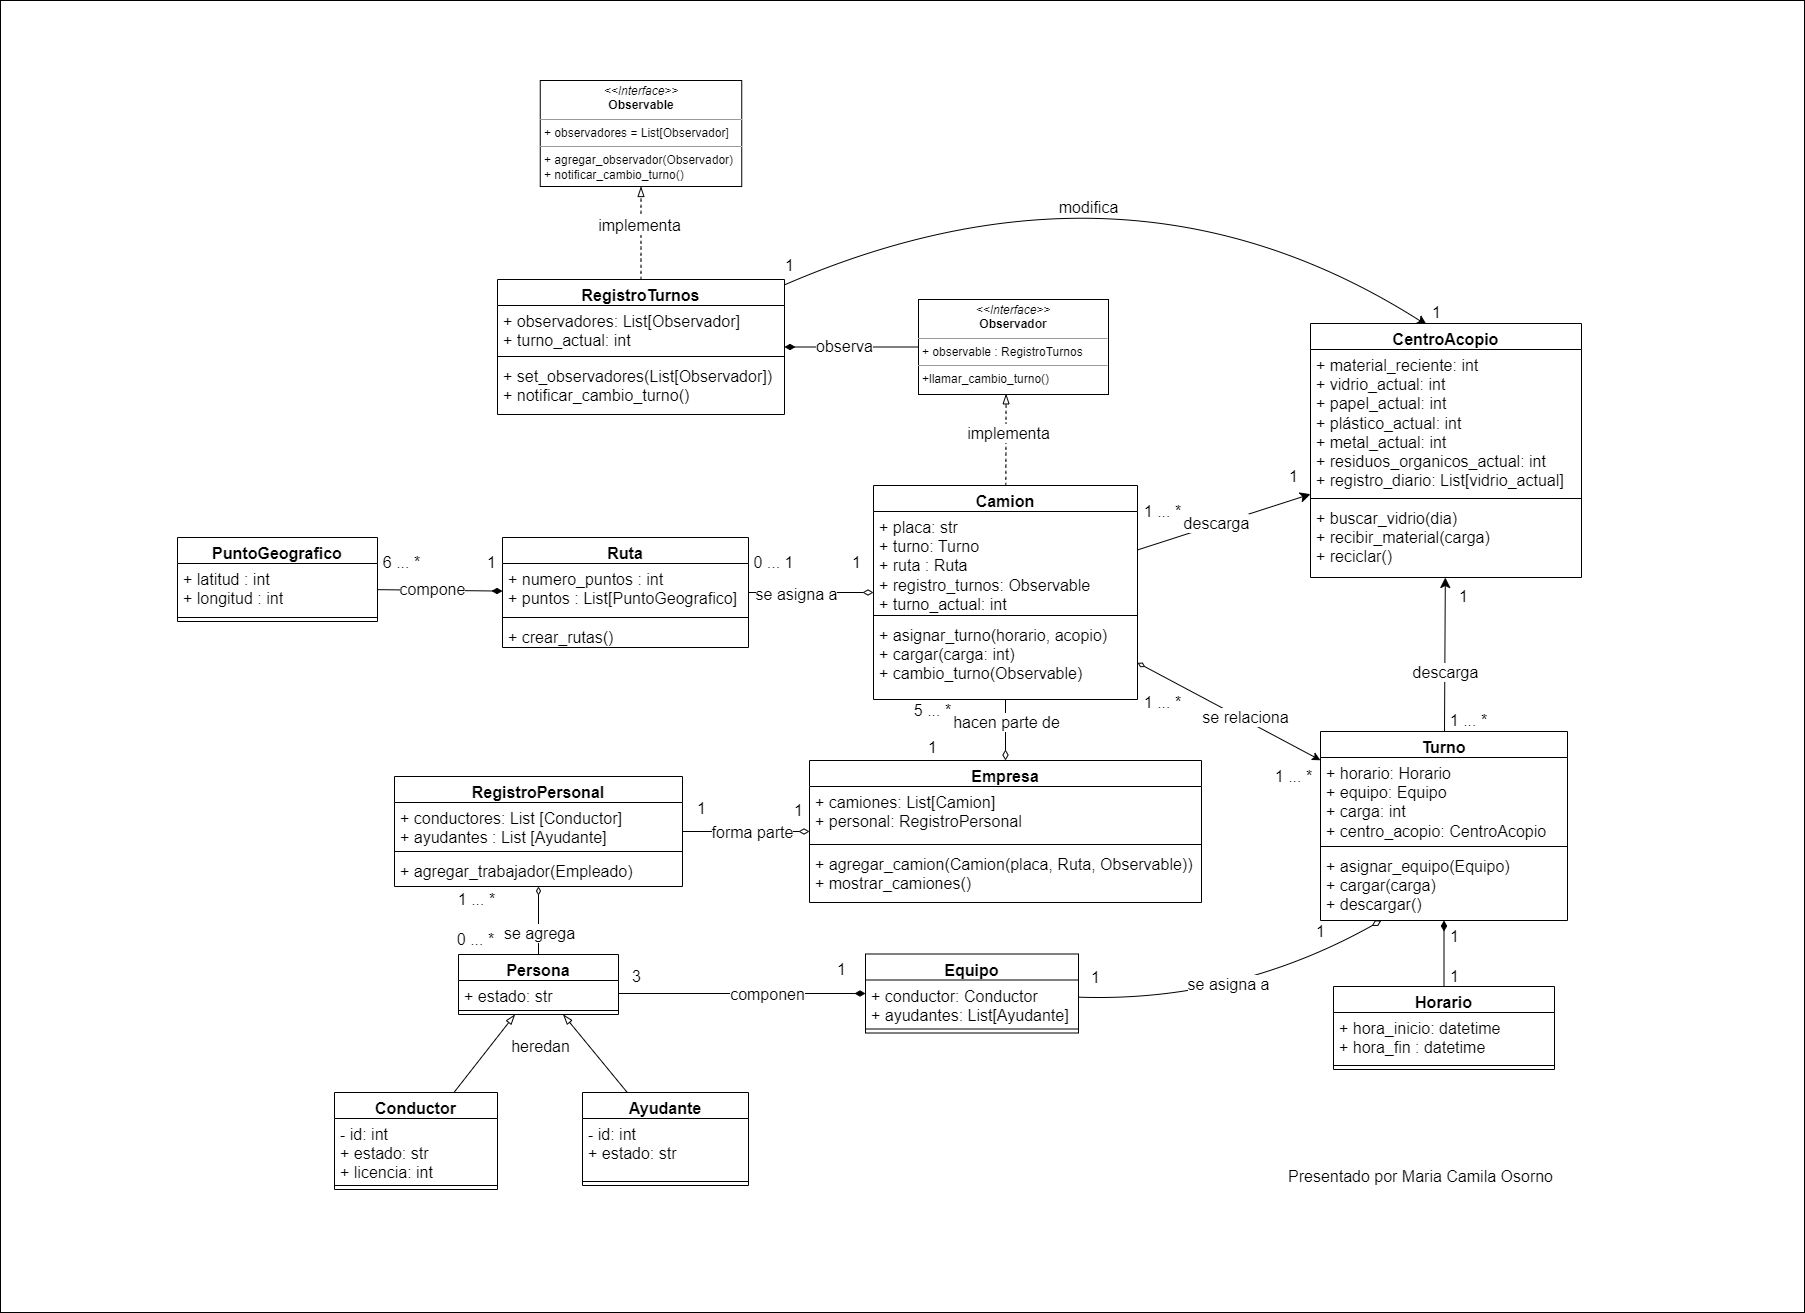 <<Interface>>
Observable
+ observadores = List[Observador]
+ agregar_observador(Observador)
+ notificar_cambio_turno()
implementa
modifica
1
RegistroTurnos
+ observadores: List[Observador]
+ turno_actual: int
+ set_observadores(List[Observador])
+ notificar_cambio_turno()
observa
<<Interface>>
Observador
+ observable : RegistroTurnos
+llamar_cambio_turno()
implementa
1
CentroAcopio
+ material_reciente: int
+ vidrio_actual: int
+ papel_actual: int
+ plástico_actual: int
+ metal_actual: int
+ residuos_organicos_actual: int
+ registro_diario: List[vidrio_actual]
+ buscar_vidrio(dia)
+ recibir_material(carga)
+ reciclar()
1
1 ... *
descarga
PuntoGeografico
+ latitud : int
+ longitud : int
6 ... *
1
compone
Ruta
+ numero_puntos : int
+ puntos : List[PuntoGeografico]
+ crear_rutas()
0 ... 1
1
se asigna a
Camion
+ placa: str
+ turno: Turno
+ ruta : Ruta
+ registro_turnos: Observable
+ turno_actual: int
+ asignar_turno(horario, acopio)
+ cargar(carga: int)
+ cambio_turno(Observable)
1
descarga
1 ... *
1 ... *
se relaciona
1 ... *
5 ... *
hacen parte de
1
Turno
+ horario: Horario
+ equipo: Equipo
+ carga: int
+ centro_acopio: CentroAcopio
+ asignar_equipo(Equipo)
+ cargar(carga)
+ descargar()
Empresa
+ camiones: List[Camion]
+ personal: RegistroPersonal
+ agregar_camion(Camion(placa, Ruta, Observable))
+ mostrar_camiones()
RegistroPersonal
+ conductores: List [Conductor]
+ ayudantes : List [Ayudante]
+ agregar_trabajador(Empleado)
1
1
forma parte
1 ... *
0 ... *
se agrega
Persona
+ estado: str
3
1
componen
Equipo
+ conductor: Conductor
+ ayudantes: List[Ayudante]
1
1
se asigna a
1
1
Horario
+ hora_inicio: datetime
+ hora_fin : datetime
heredan
Conductor
- id: int
+ estado: str
+ licencia: int
Ayudante
- id: int
+ estado: str
Presentado por Maria Camila Osorno